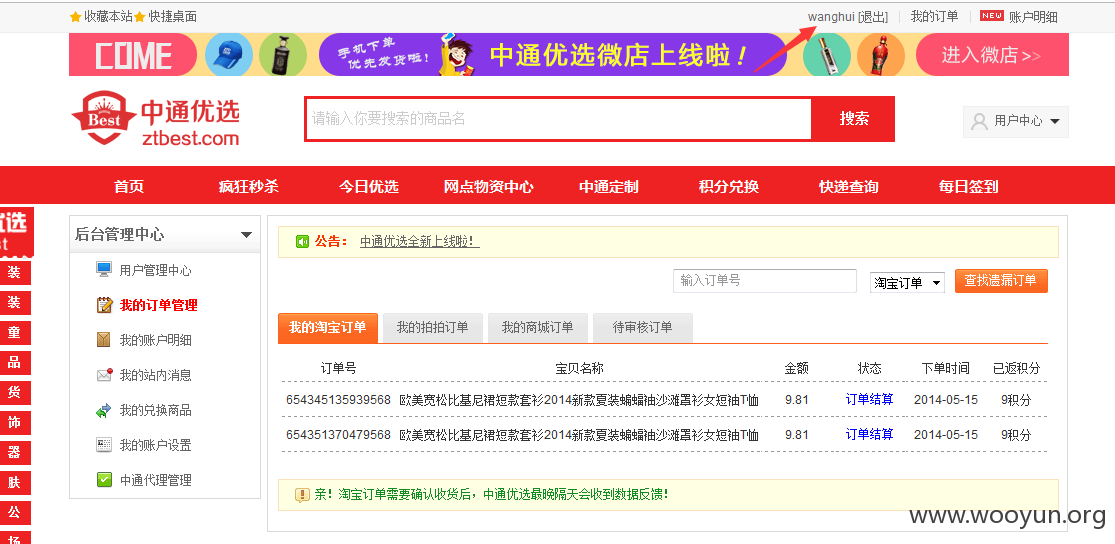 收藏本站 快捷桌面 wanghui [退出] 我的订单 NEW 账户明细
COME 手机下单 优先发货啦! 中通优选微店上线啦! 进入微店>>
Best 中通优选 ztbest.com
请输入你要搜索的商品名 搜索 用户中心
首页 疯狂秒杀 今日优选 网点物资中心 中通定制 积分兑换 快递查询 每日签到
优选
st
装
装
童
品
货
饰
器
肤
公
场
后台管理中心
用户管理中心
我的订单管理
我的账户明细
我的站内消息
我的兑换商品
我的账户设置
中通代理管理
公告: 中通优选全新上线啦!
输入订单号 淘宝订单 查找遗漏订单
我的淘宝订单 我的拍拍订单 我的商城订单 待审核订单
订单号 宝贝名称 金额 状态 下单时间 已返积分
654345135939568 欧美宽松比基尼裙短款套衫2014新款夏装蝙蝠袖沙滩罩衫女短袖T恤 9.81 订单结算 2014-05-15 9积分
654351370479568 欧美宽松比基尼裙短款套衫2014新款夏装蝙蝠袖沙滩罩衫女短袖T恤 9.81 订单结算 2014-05-15 9积分
亲!淘宝订单需要确认收货后,中通优选最晚隔天会收到数据反馈!
www.wooyun.org